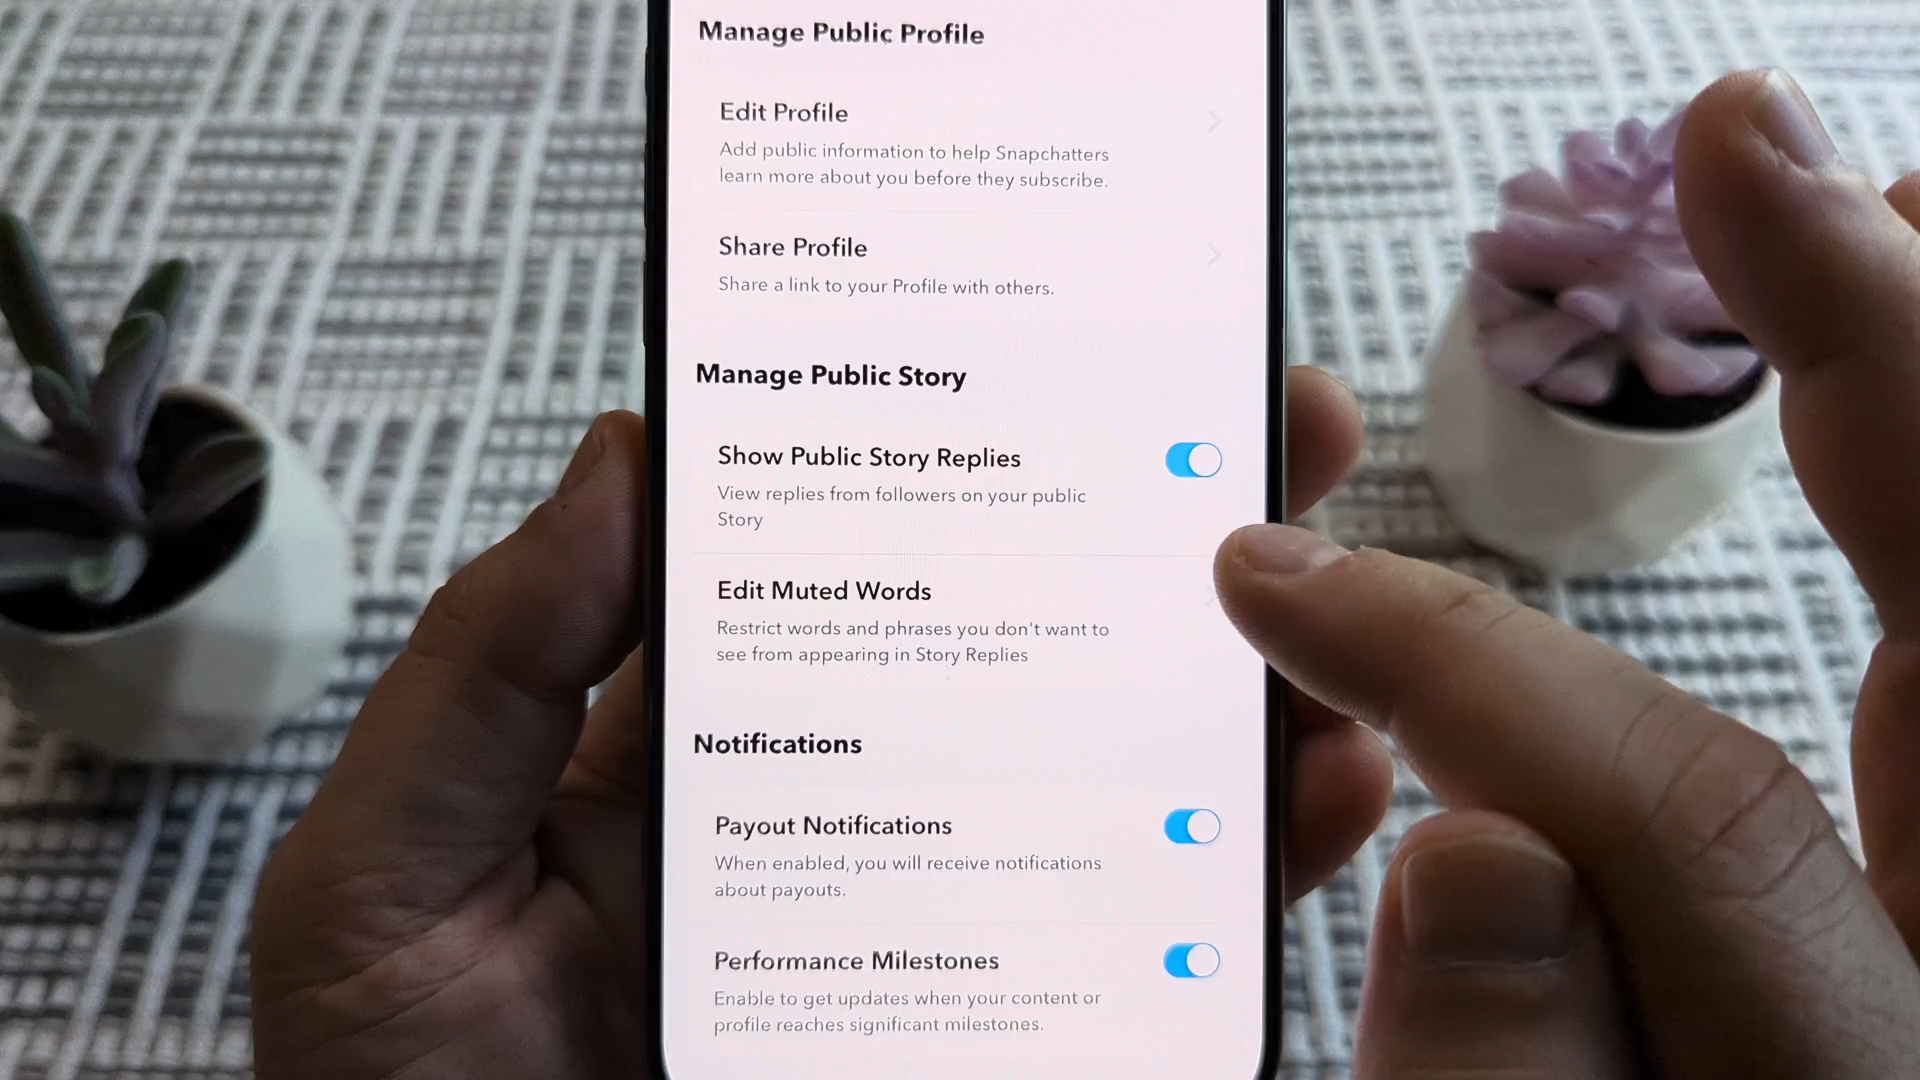 Manage Public Profile
Edit Profile
Add public information to help Snapchatters
learn more about you before they subscribe.
Share Profile
Share a link to your Profile with others.
Manage Public Story
Show Public Story Replies
View replies from followers on your public
Story
Edit Muted Words
Restrict words and phrases you don't want to
see from appearing in Story Replies
Notifications
Payout Notifications
When enabled, you will receive notifications
about payouts.
Performance Milestones
Enable to get updates when your content or
profile reaches significant milestones.